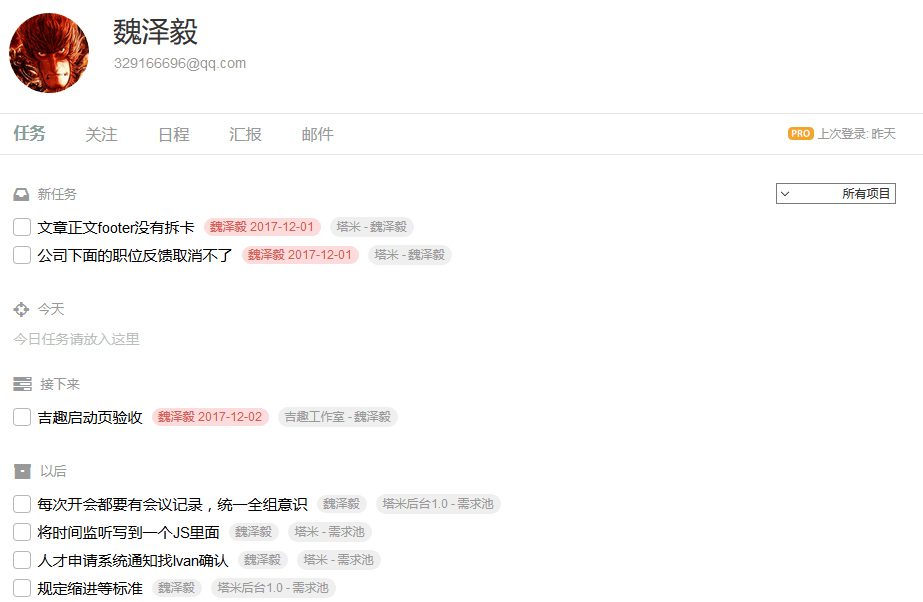 魏泽毅
329166696@qq.com
任务 关注 日程 汇报 邮件 PRO 上次登录: 昨天
新任务 所有项目
文章正文footer没有拆卡 魏泽毅 2017-12-01 塔米 - 魏泽毅
公司下面的职位反馈取消不了 魏泽毅 2017-12-01 塔米 - 魏泽毅
今天
今日任务请放入这里
接下来
吉趣启动页验收 魏泽毅 2017-12-02 吉趣工作室 - 魏泽毅
以后
每次开会都要有会议记录，统一全组意识 魏泽毅 塔米后台1.0 - 需求池
将时间监听写到一个JS里面 魏泽毅 塔米 - 需求池
人才申请系统通知找Ivan确认 魏泽毅 塔米 - 需求池
规定缩进等标准 魏泽毅 塔米后台1.0 - 需求池